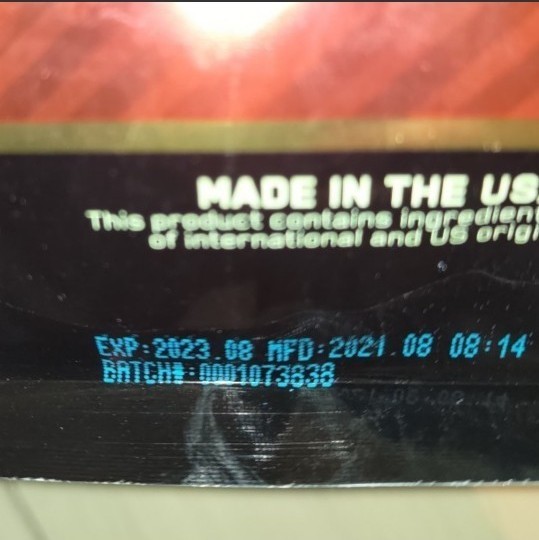 MADE IN THE US
This product contains ingredient
of international and US origi
EXP:2023.08 MFD:2021.08 08:14
BATCH#:0001073838